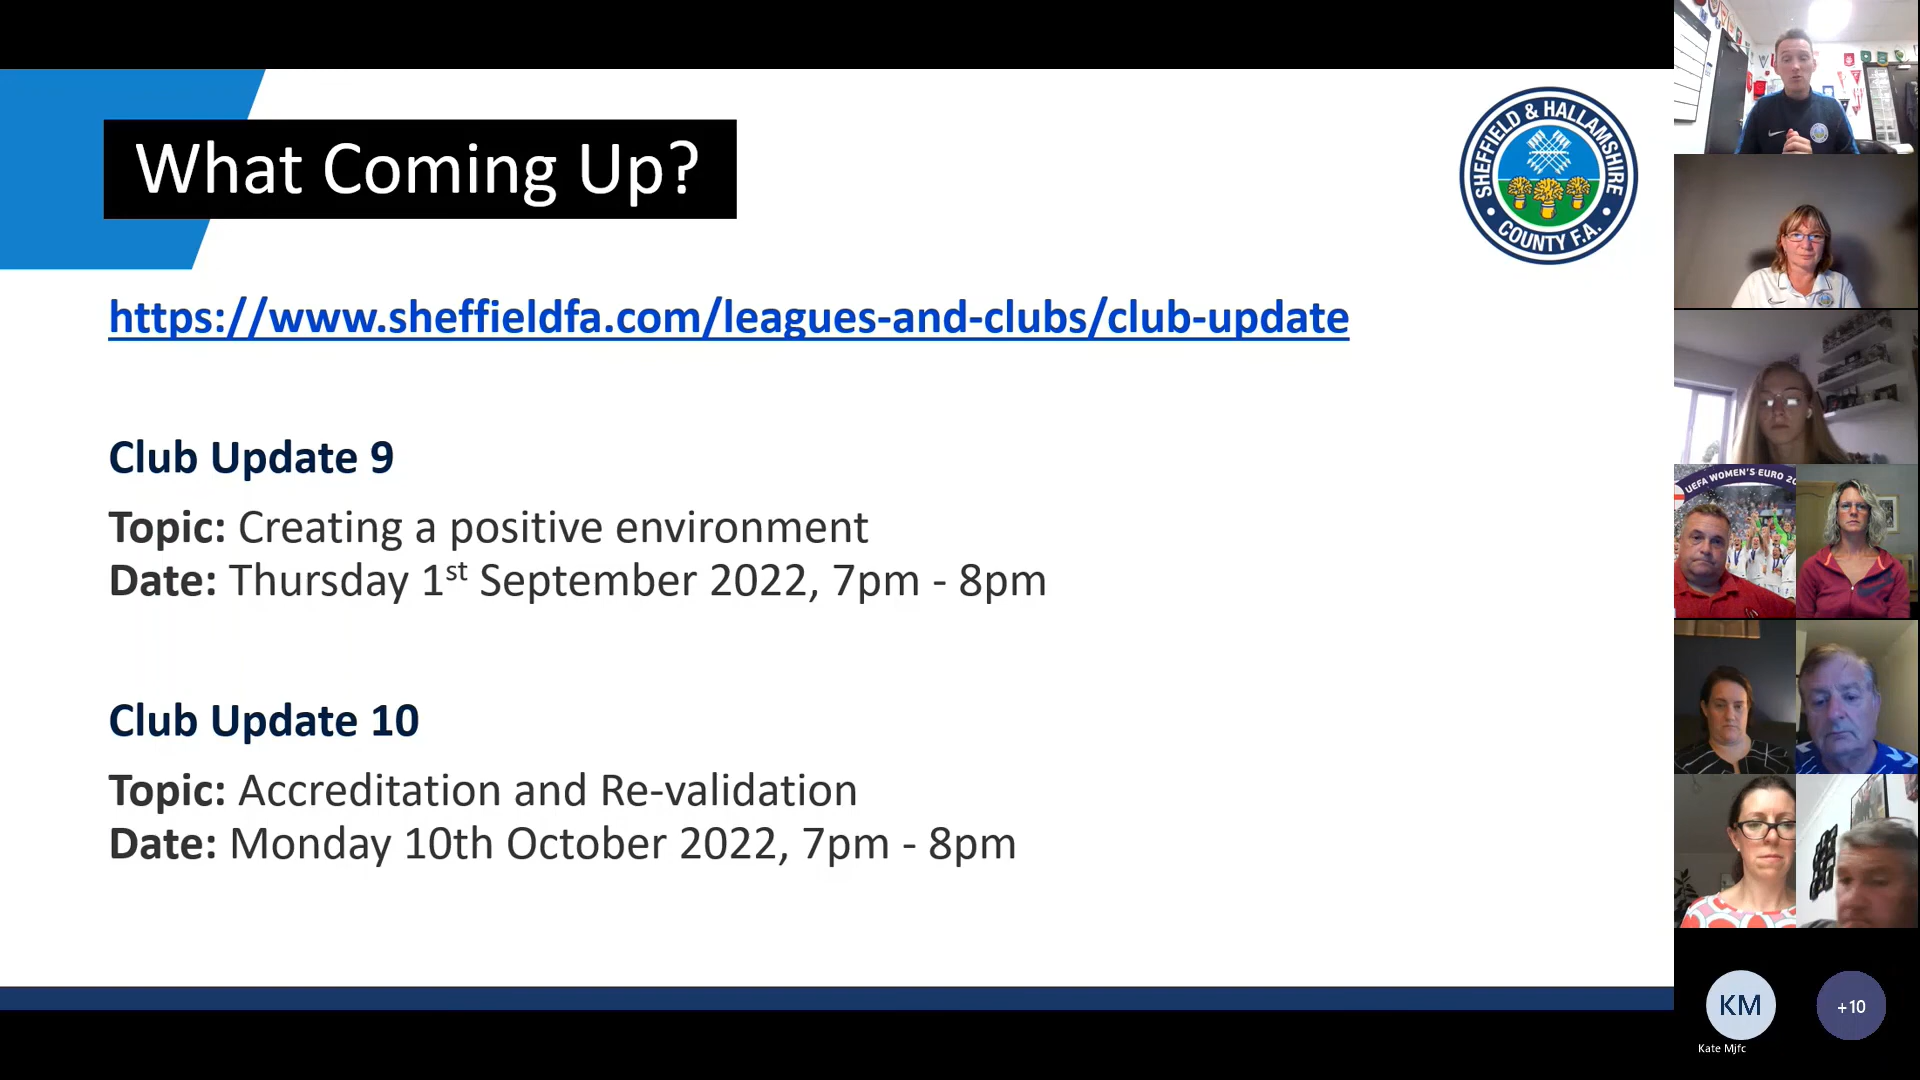 What Coming Up?
SHEFFIELD & HALLAMSHIRE
COUNTY F.A.
https://www.sheffieldfa.com/leagues-and-clubs/club-update
Club Update 9
Topic: Creating a positive environment
Date: Thursday 1st September 2022, 7pm - 8pm
Club Update 10
Topic: Accreditation and Re-validation
Date: Monday 10th October 2022, 7pm - 8pm
UEFA WOMEN'S EURO 20
KM
+10
Kate Mjfc